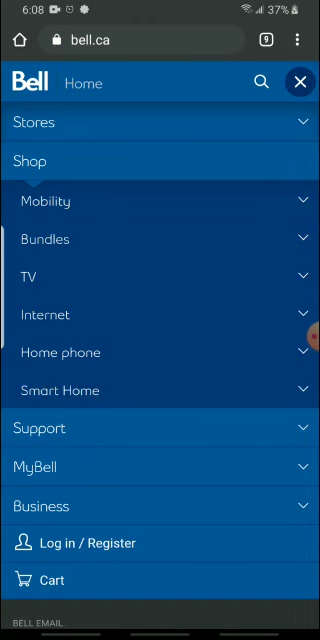 6:08 37%
bell.ca 9
Bell Home
Stores
Shop
Mobility
Bundles
TV
Internet
Home phone
Smart Home
Support
MyBell
Business
Log in / Register
Cart
BELL EMAIL